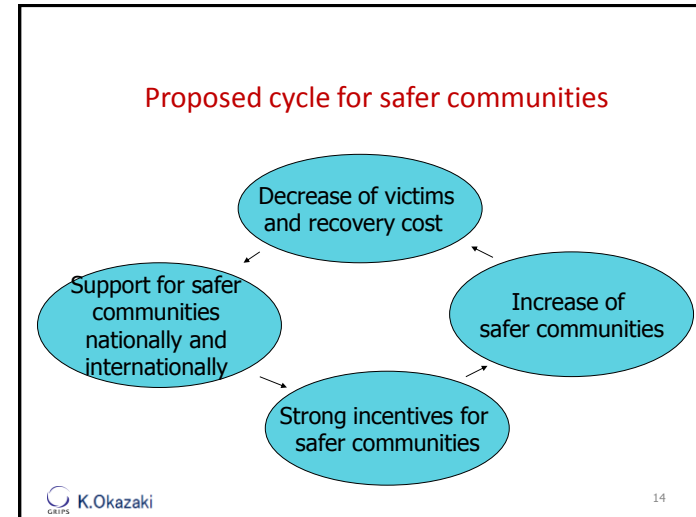 Proposed cycle for safer communities
Decrease of victims
and recovery cost
Support for safer
communities
nationally and
internationally
Increase of
safer communities
Strong incentives for
safer communities
GRIPS K.Okazaki
14